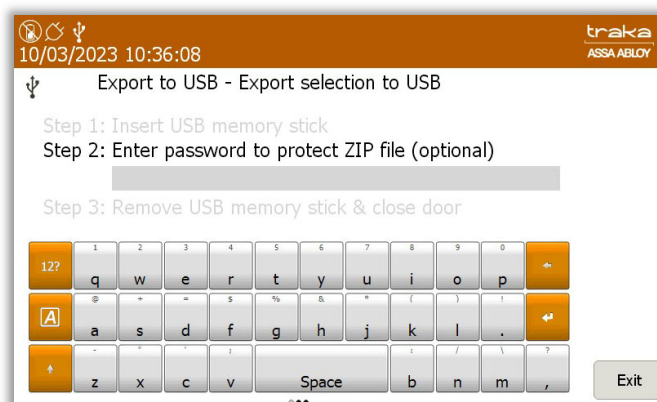 traka
ASSA ABLOY
10/03/2023 10:36:08
Export to USB - Export selection to USB
Step 1: Insert USB memory stick
Step 2: Enter password to protect ZIP file (optional)
Step 3: Remove USB memory stick & close door
1 2 3 4 5 6 7 8 9 0
12? q w e r t y u i o p
@ + = $ % & * ( ) !
A a s d f g h j k l .
- " ' ; : / \ ?
z x c v Space b n m ,
Exit